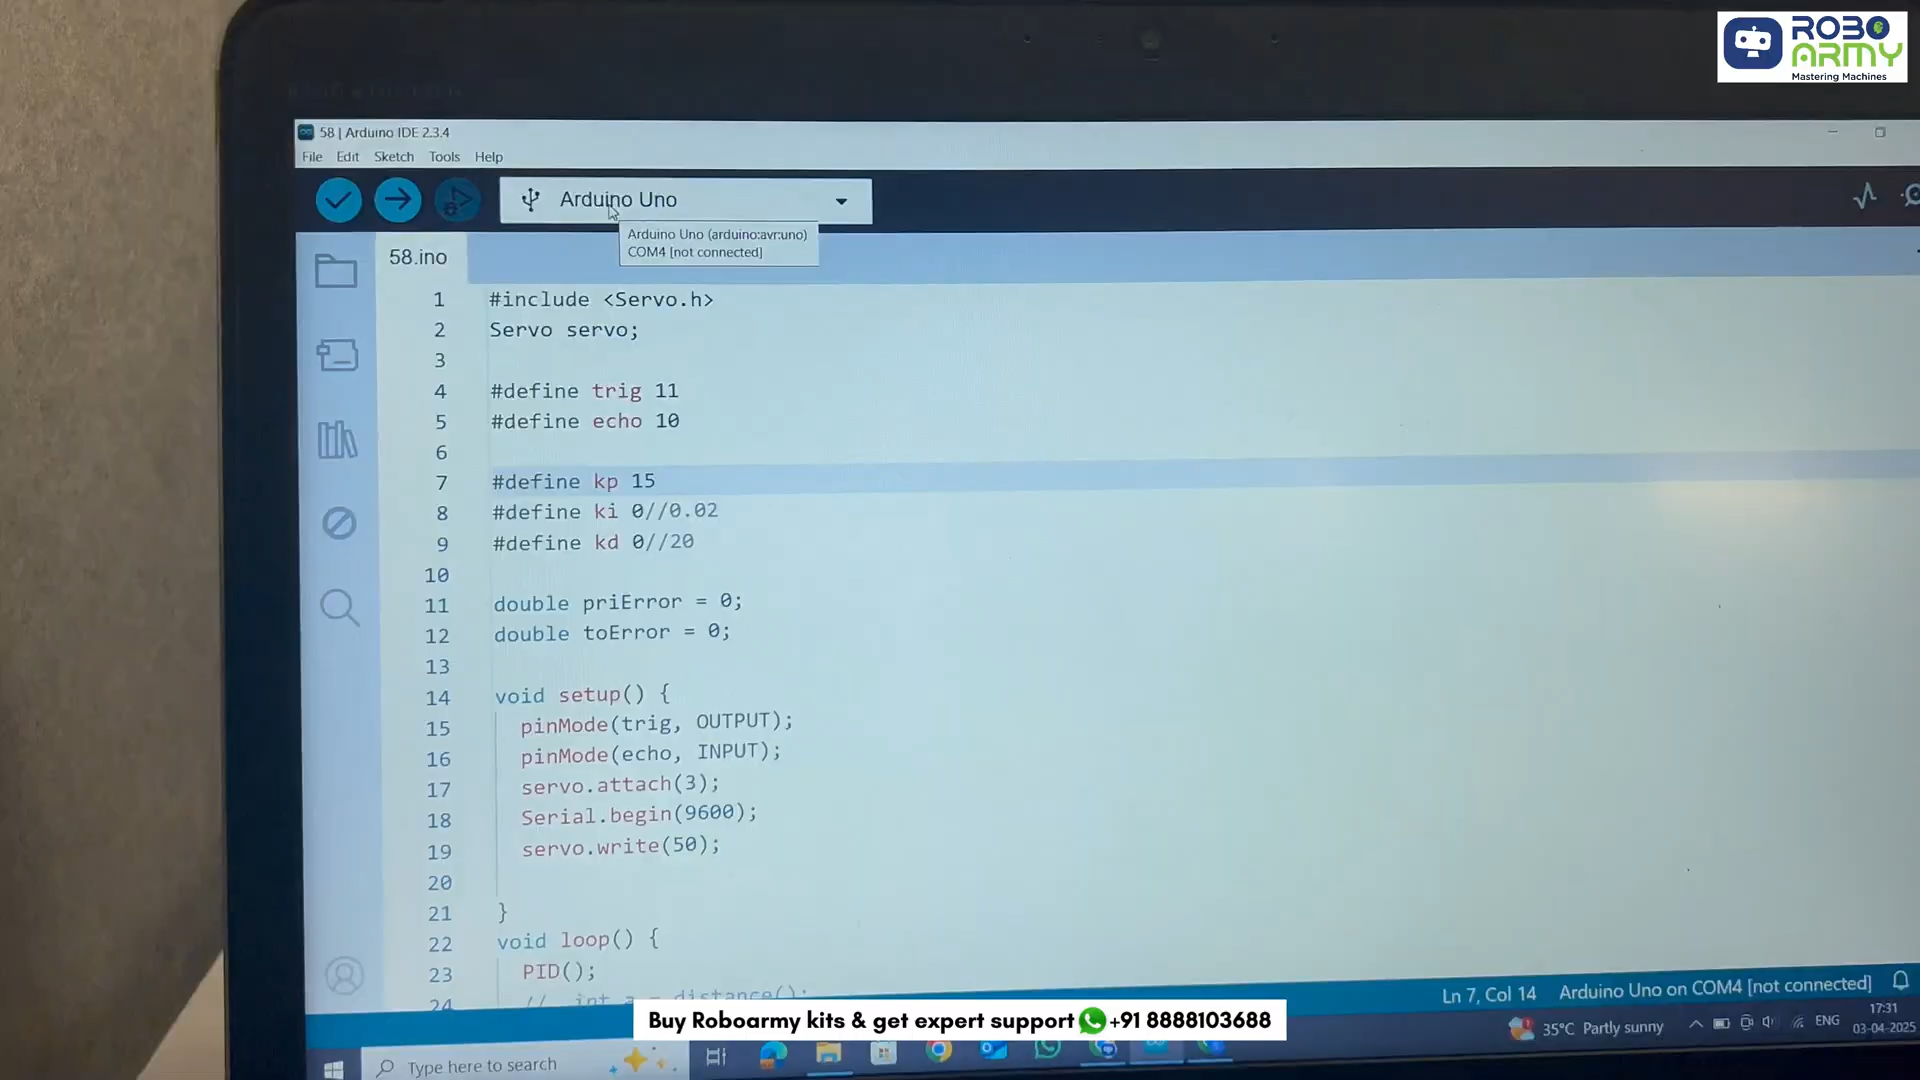 ROBO
ARMY
Mastering Machines
58 | Arduino IDE 2.3.4
File Edit Sketch Tools Help
Arduino Uno
Arduino Uno (arduino:avr:uno)
COM4 [not connected]
58.ino
1 #include <Servo.h>
2 Servo servo;
3
4 #define trig 11
5 #define echo 10
6
7 #define kp 15
8 #define ki 0//0.02
9 #define kd 0//20
10
11 double priError = 0;
12 double toError = 0;
13
14 void setup() {
15 pinMode(trig, OUTPUT);
16 pinMode(echo, INPUT);
17 servo.attach(3);
18 Serial.begin(9600);
19 servo.write(50);
20
21 }
22 void loop() {
23 PID();
24 // int a = distance();
Ln 7, Col 14 Arduino Uno on COM4 [not connected]
Buy Roboarmy kits & get expert support +91 8888103688
Type here to search
35°C Partly sunny
ENG
17:31
03-04-2025